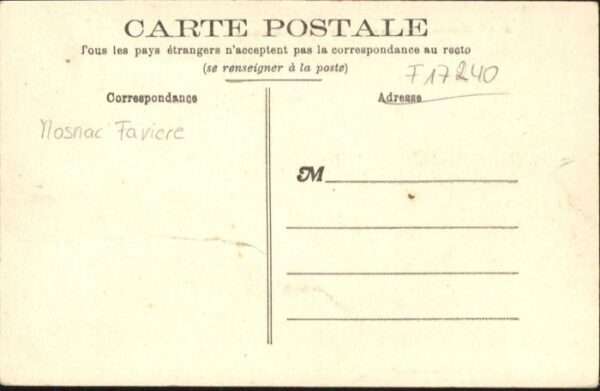 CARTE POSTALE
Tous les pays étrangers n'acceptent pas la correspondance au recto
(se renseigner à la poste)
F17240
Correspondance
Adresse
Mosnac Faviere
M